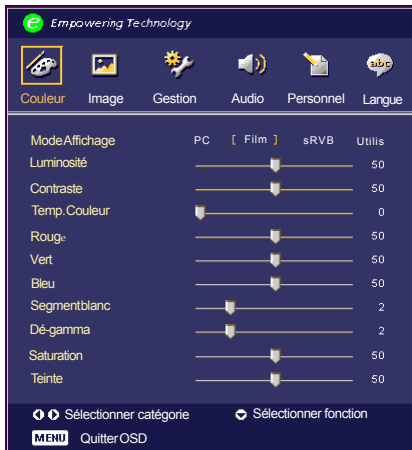 e Empowering Technology
Couleur Image Gestion Audio Personnel Langue
abc
ModeAffichage PC [ Film ] sRVB Utilis
Luminosité 50
Contraste 50
Temp.Couleur 0
Rouge 50
Vert 50
Bleu 50
Segmentblanc 2
Dé-gamma 2
Saturation 50
Teinte 50
Sélectionner catégorie Sélectionner fonction
MENU QuitterOSD